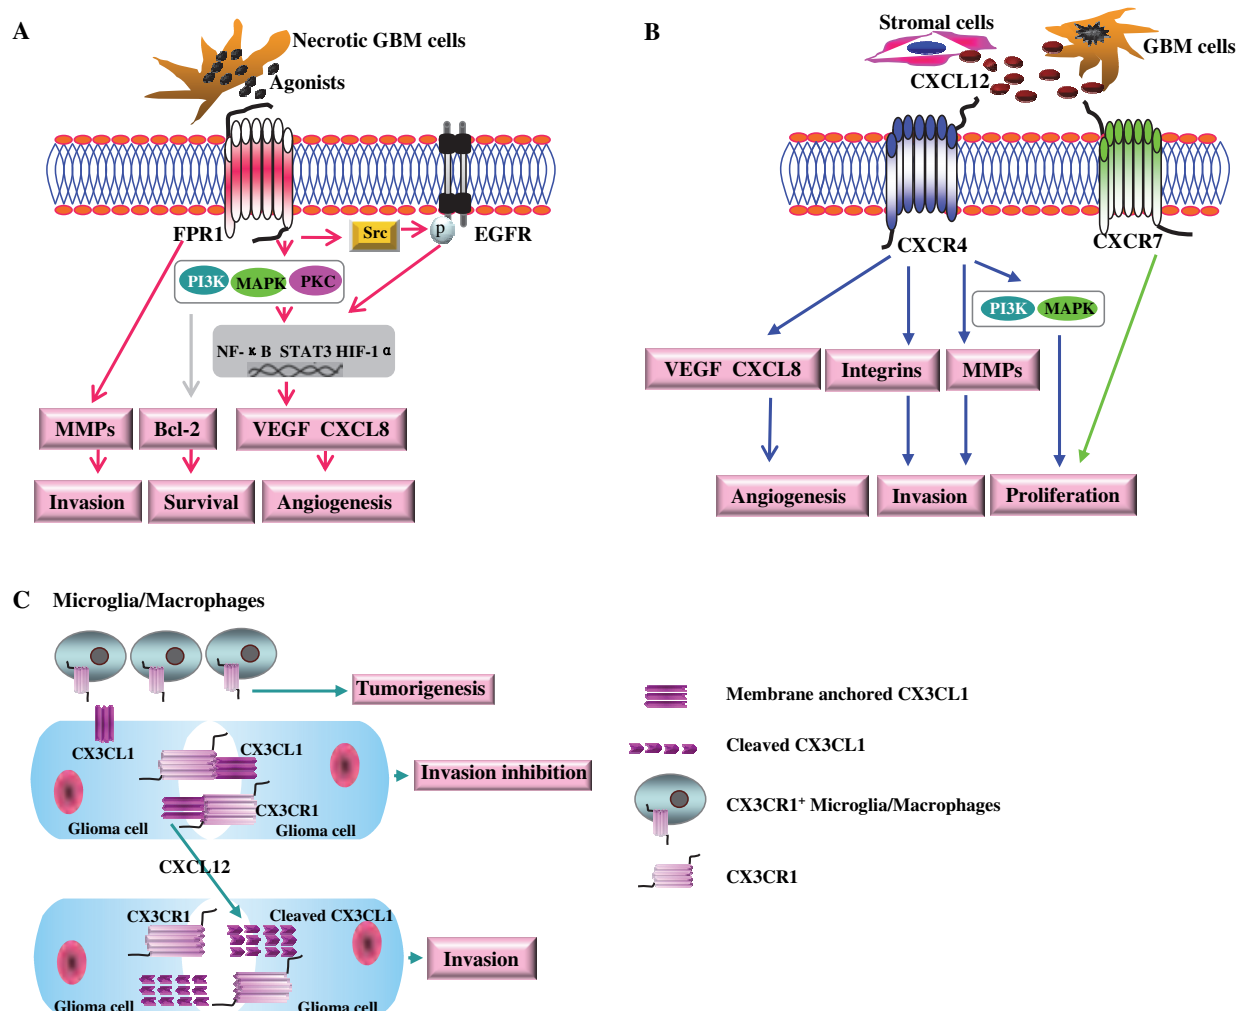 A
Necrotic GBM cells
Agonists
FPR1
Src
p
EGFR
PI3K MAPK PKC
NF-κB STAT3 HIF-1α
MMPs Bcl-2 VEGF CXCL8
Invasion Survival Angiogenesis
B
Stromal cells
GBM cells
CXCL12
CXCR4
CXCR7
PI3K MAPK
VEGF CXCL8 Integrins MMPs
Angiogenesis Invasion Proliferation
C Microglia/Macrophages
Tumorigenesis
CX3CL1
CX3CL1
Invasion inhibition
CX3CR1
Glioma cell
Glioma cell
CXCL12
CX3CR1
Cleaved CX3CL1
Invasion
Glioma cell
Glioma cell
Membrane anchored CX3CL1
Cleaved CX3CL1
CX3CR1⁺ Microglia/Macrophages
CX3CR1